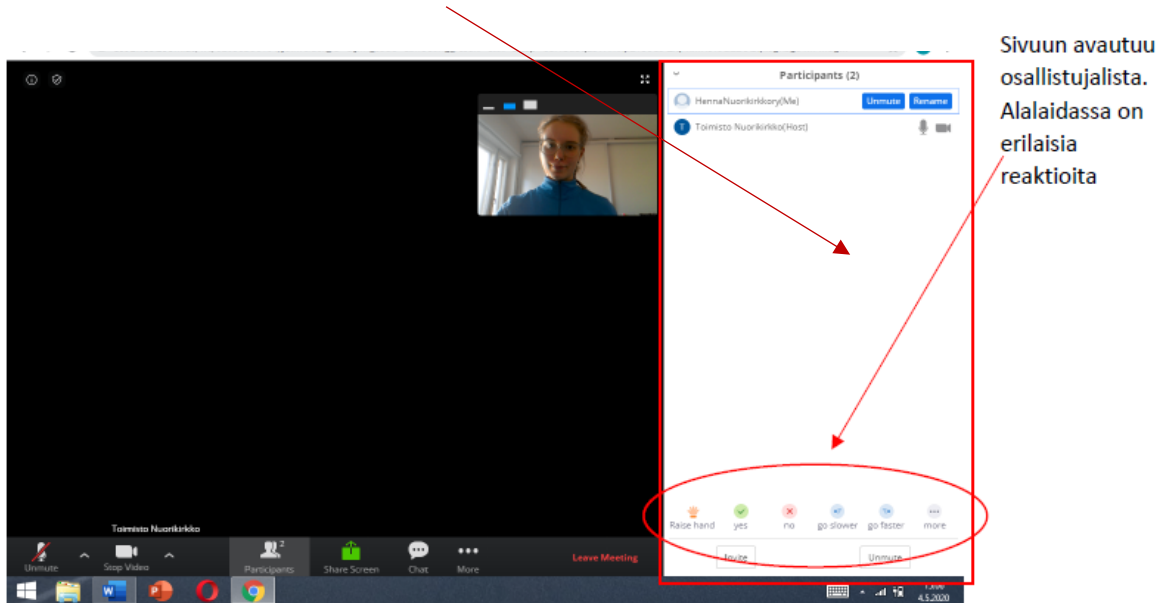 Sivuun avautuu
osallistujalista.
Alalaidassa on
erilaisia
reaktioita
Participants (2)
HennaNuorikirkkory(Me)
Unmute
Rename
T
Toimisto Nuorikirkko(Host)
Raise hand
yes
no
go slower
go faster
more
Invite
Unmute
Toimisto Nuorikirkko
Unmute
Stop Video
2
Participants
Share Screen
Chat
More
Leave Meeting
4.5.2020